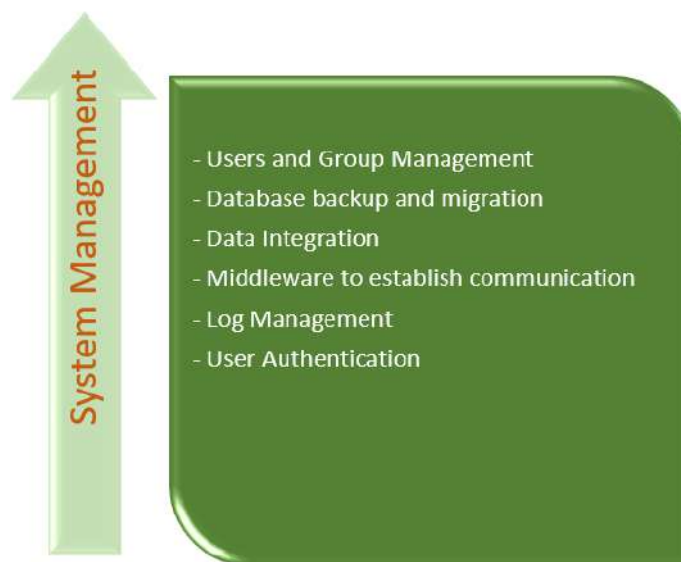 System Management
- Users and Group Management
- Database backup and migration
- Data Integration
- Middleware to establish communication
- Log Management
- User Authentication